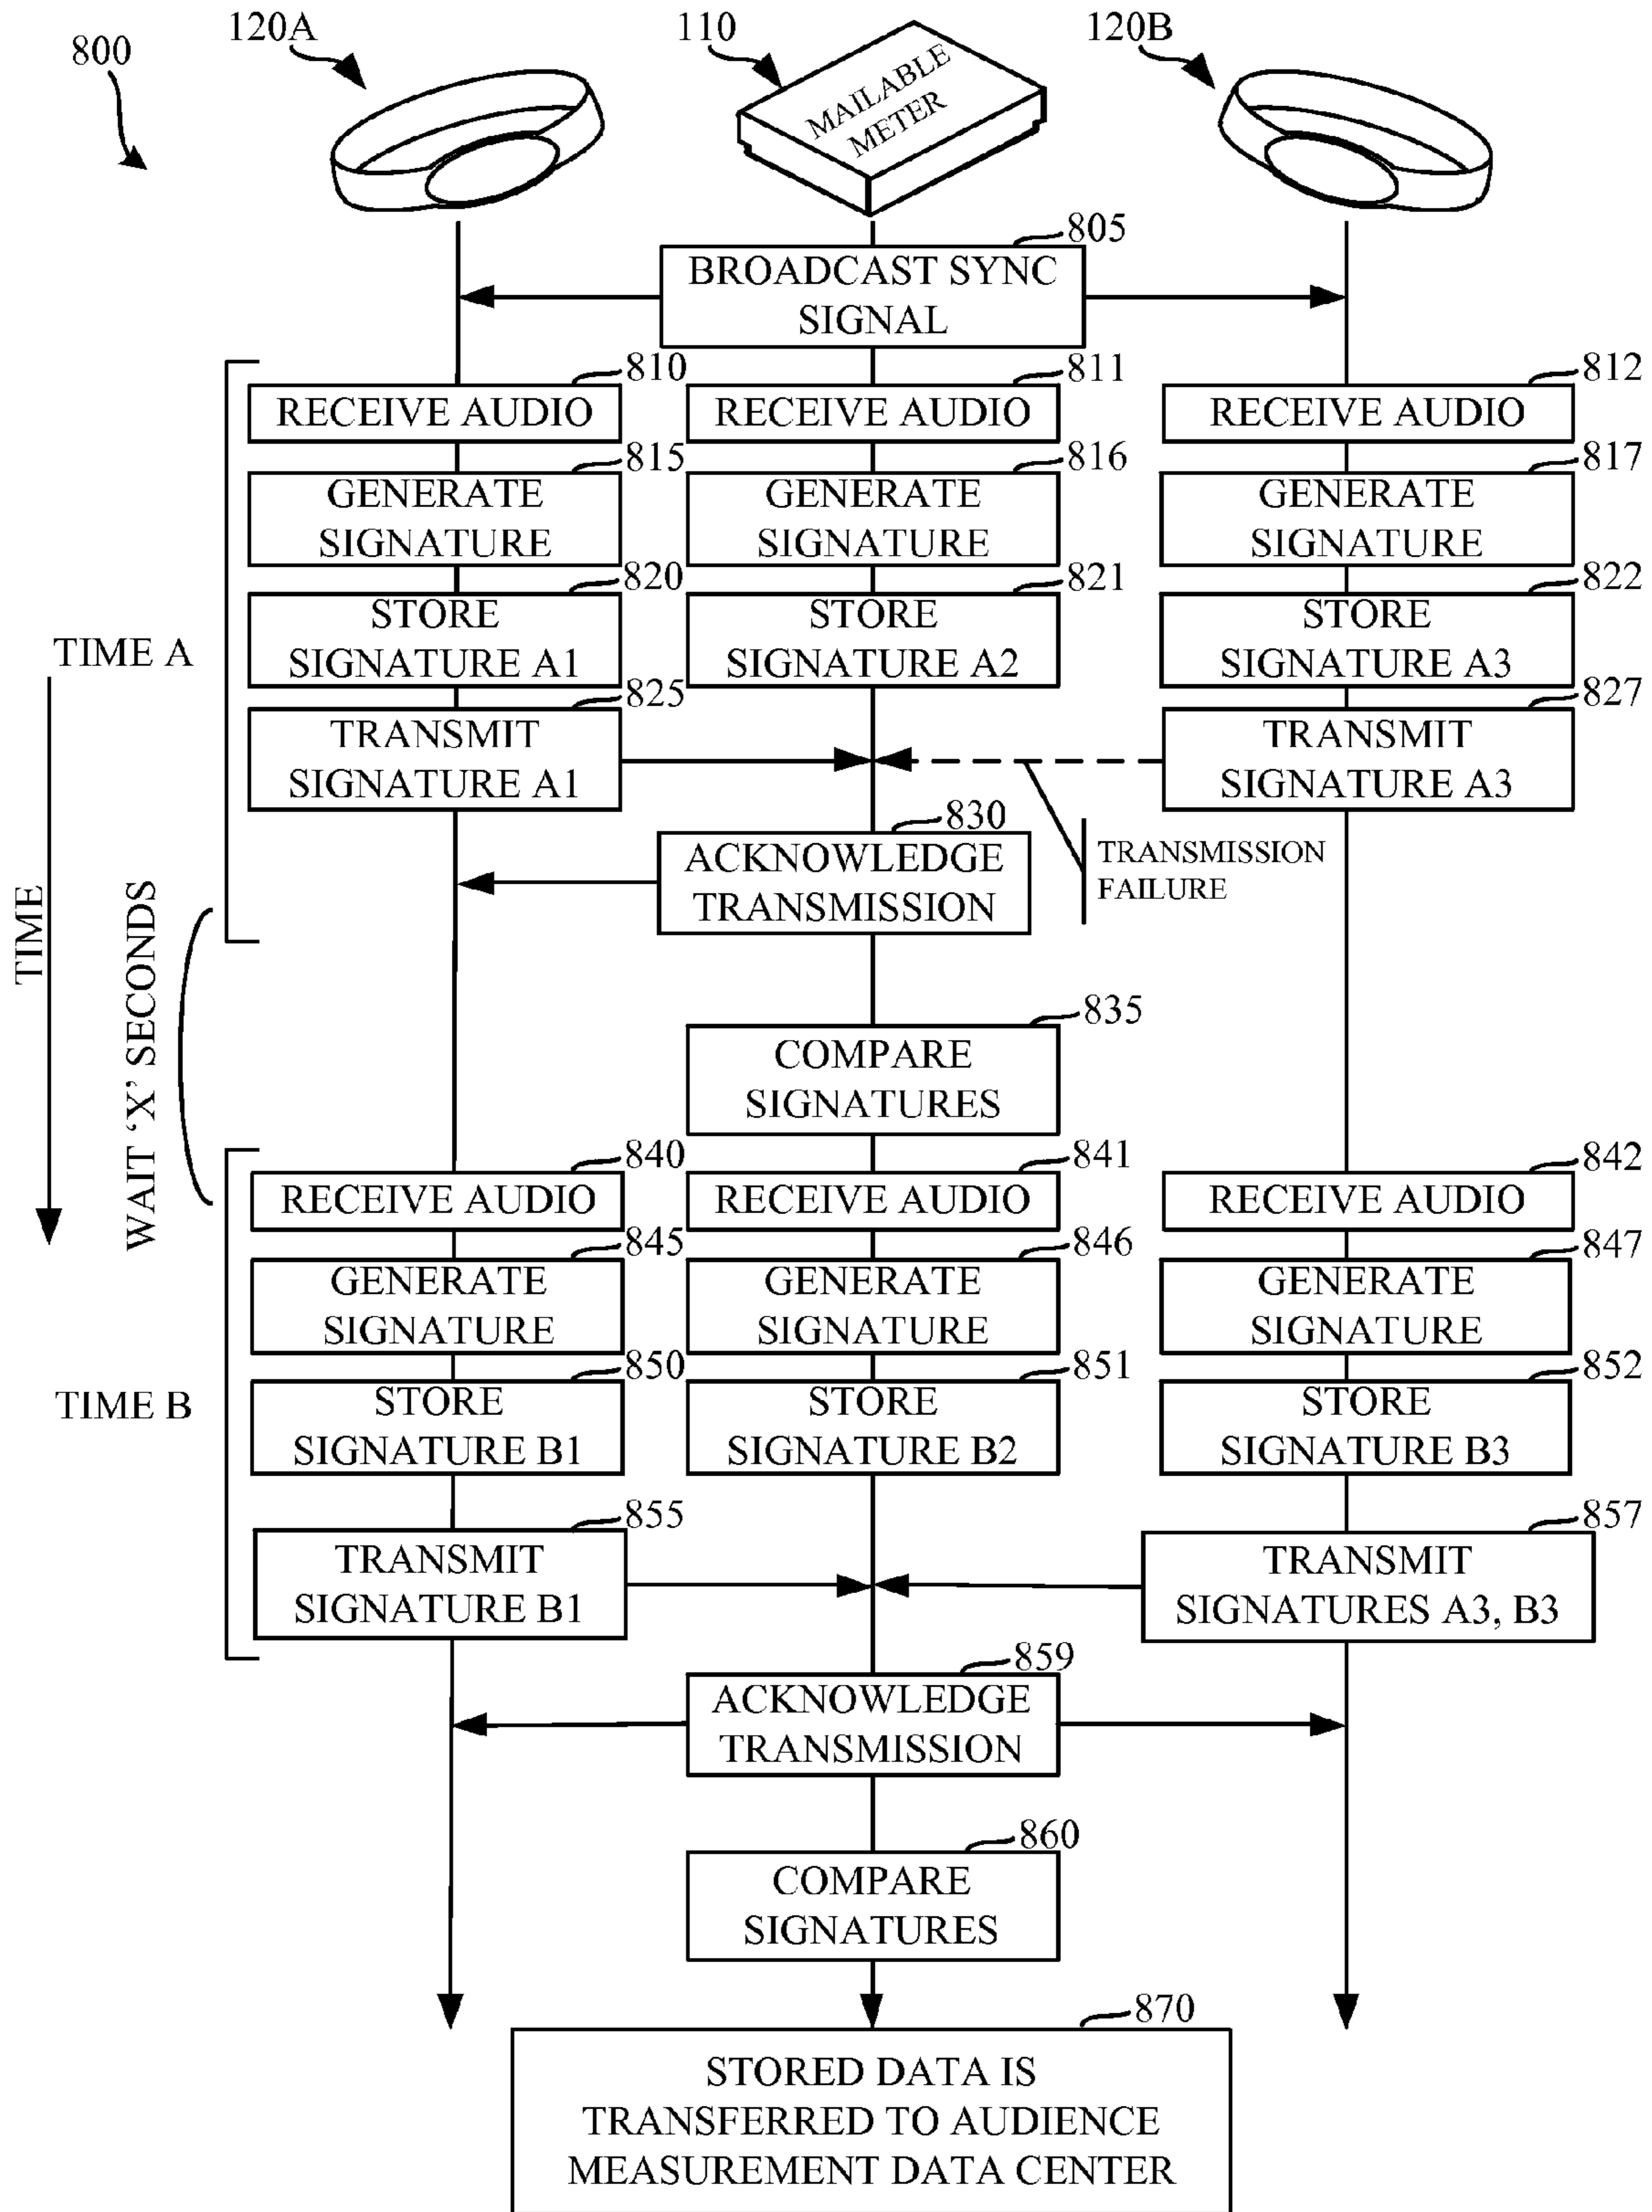 800
120A
110
120B
MAILABLE
METER
805
BROADCAST SYNC
SIGNAL
810
RECEIVE AUDIO
811
RECEIVE AUDIO
812
RECEIVE AUDIO
815
GENERATE
SIGNATURE
816
GENERATE
SIGNATURE
817
GENERATE
SIGNATURE
820
STORE
SIGNATURE A1
821
STORE
SIGNATURE A2
822
STORE
SIGNATURE A3
TIME A
825
TRANSMIT
SIGNATURE A1
827
TRANSMIT
SIGNATURE A3
830
ACKNOWLEDGE
TRANSMISSION
TRANSMISSION
FAILURE
TIME
WAIT ‘X’ SECONDS
835
COMPARE
SIGNATURES
840
RECEIVE AUDIO
841
RECEIVE AUDIO
842
RECEIVE AUDIO
845
GENERATE
SIGNATURE
846
GENERATE
SIGNATURE
847
GENERATE
SIGNATURE
TIME B
850
STORE
SIGNATURE B1
851
STORE
SIGNATURE B2
852
STORE
SIGNATURE B3
855
TRANSMIT
SIGNATURE B1
857
TRANSMIT
SIGNATURES A3, B3
859
ACKNOWLEDGE
TRANSMISSION
860
COMPARE
SIGNATURES
870
STORED DATA IS
TRANSFERRED TO AUDIENCE
MEASUREMENT DATA CENTER